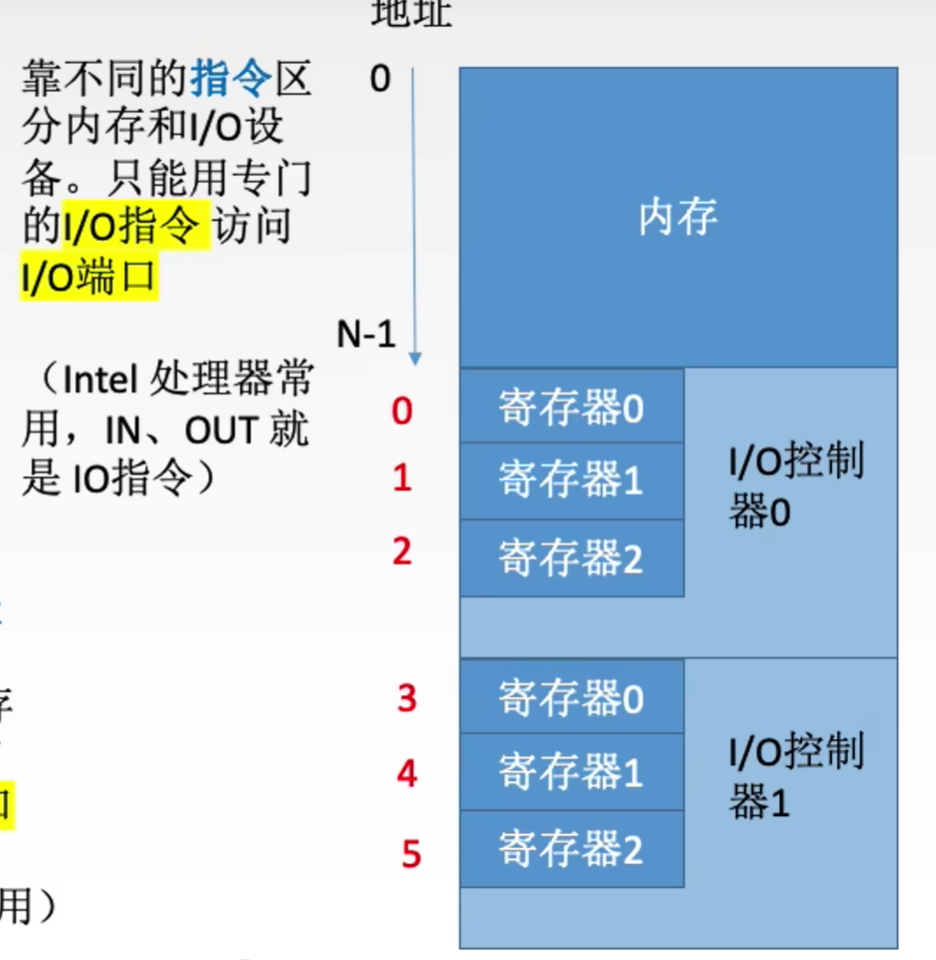 地址
靠不同的指令区
分内存和I/O设
备。只能用专门
的I/O指令 访问
I/O端口
（Intel 处理器常
用，IN、OUT 就
是 IO指令）
存
用）
0
N-1
内存
0
寄存器0
1
寄存器1
2
寄存器2
I/O控制
器0
3
寄存器0
4
寄存器1
5
寄存器2
I/O控制
器1